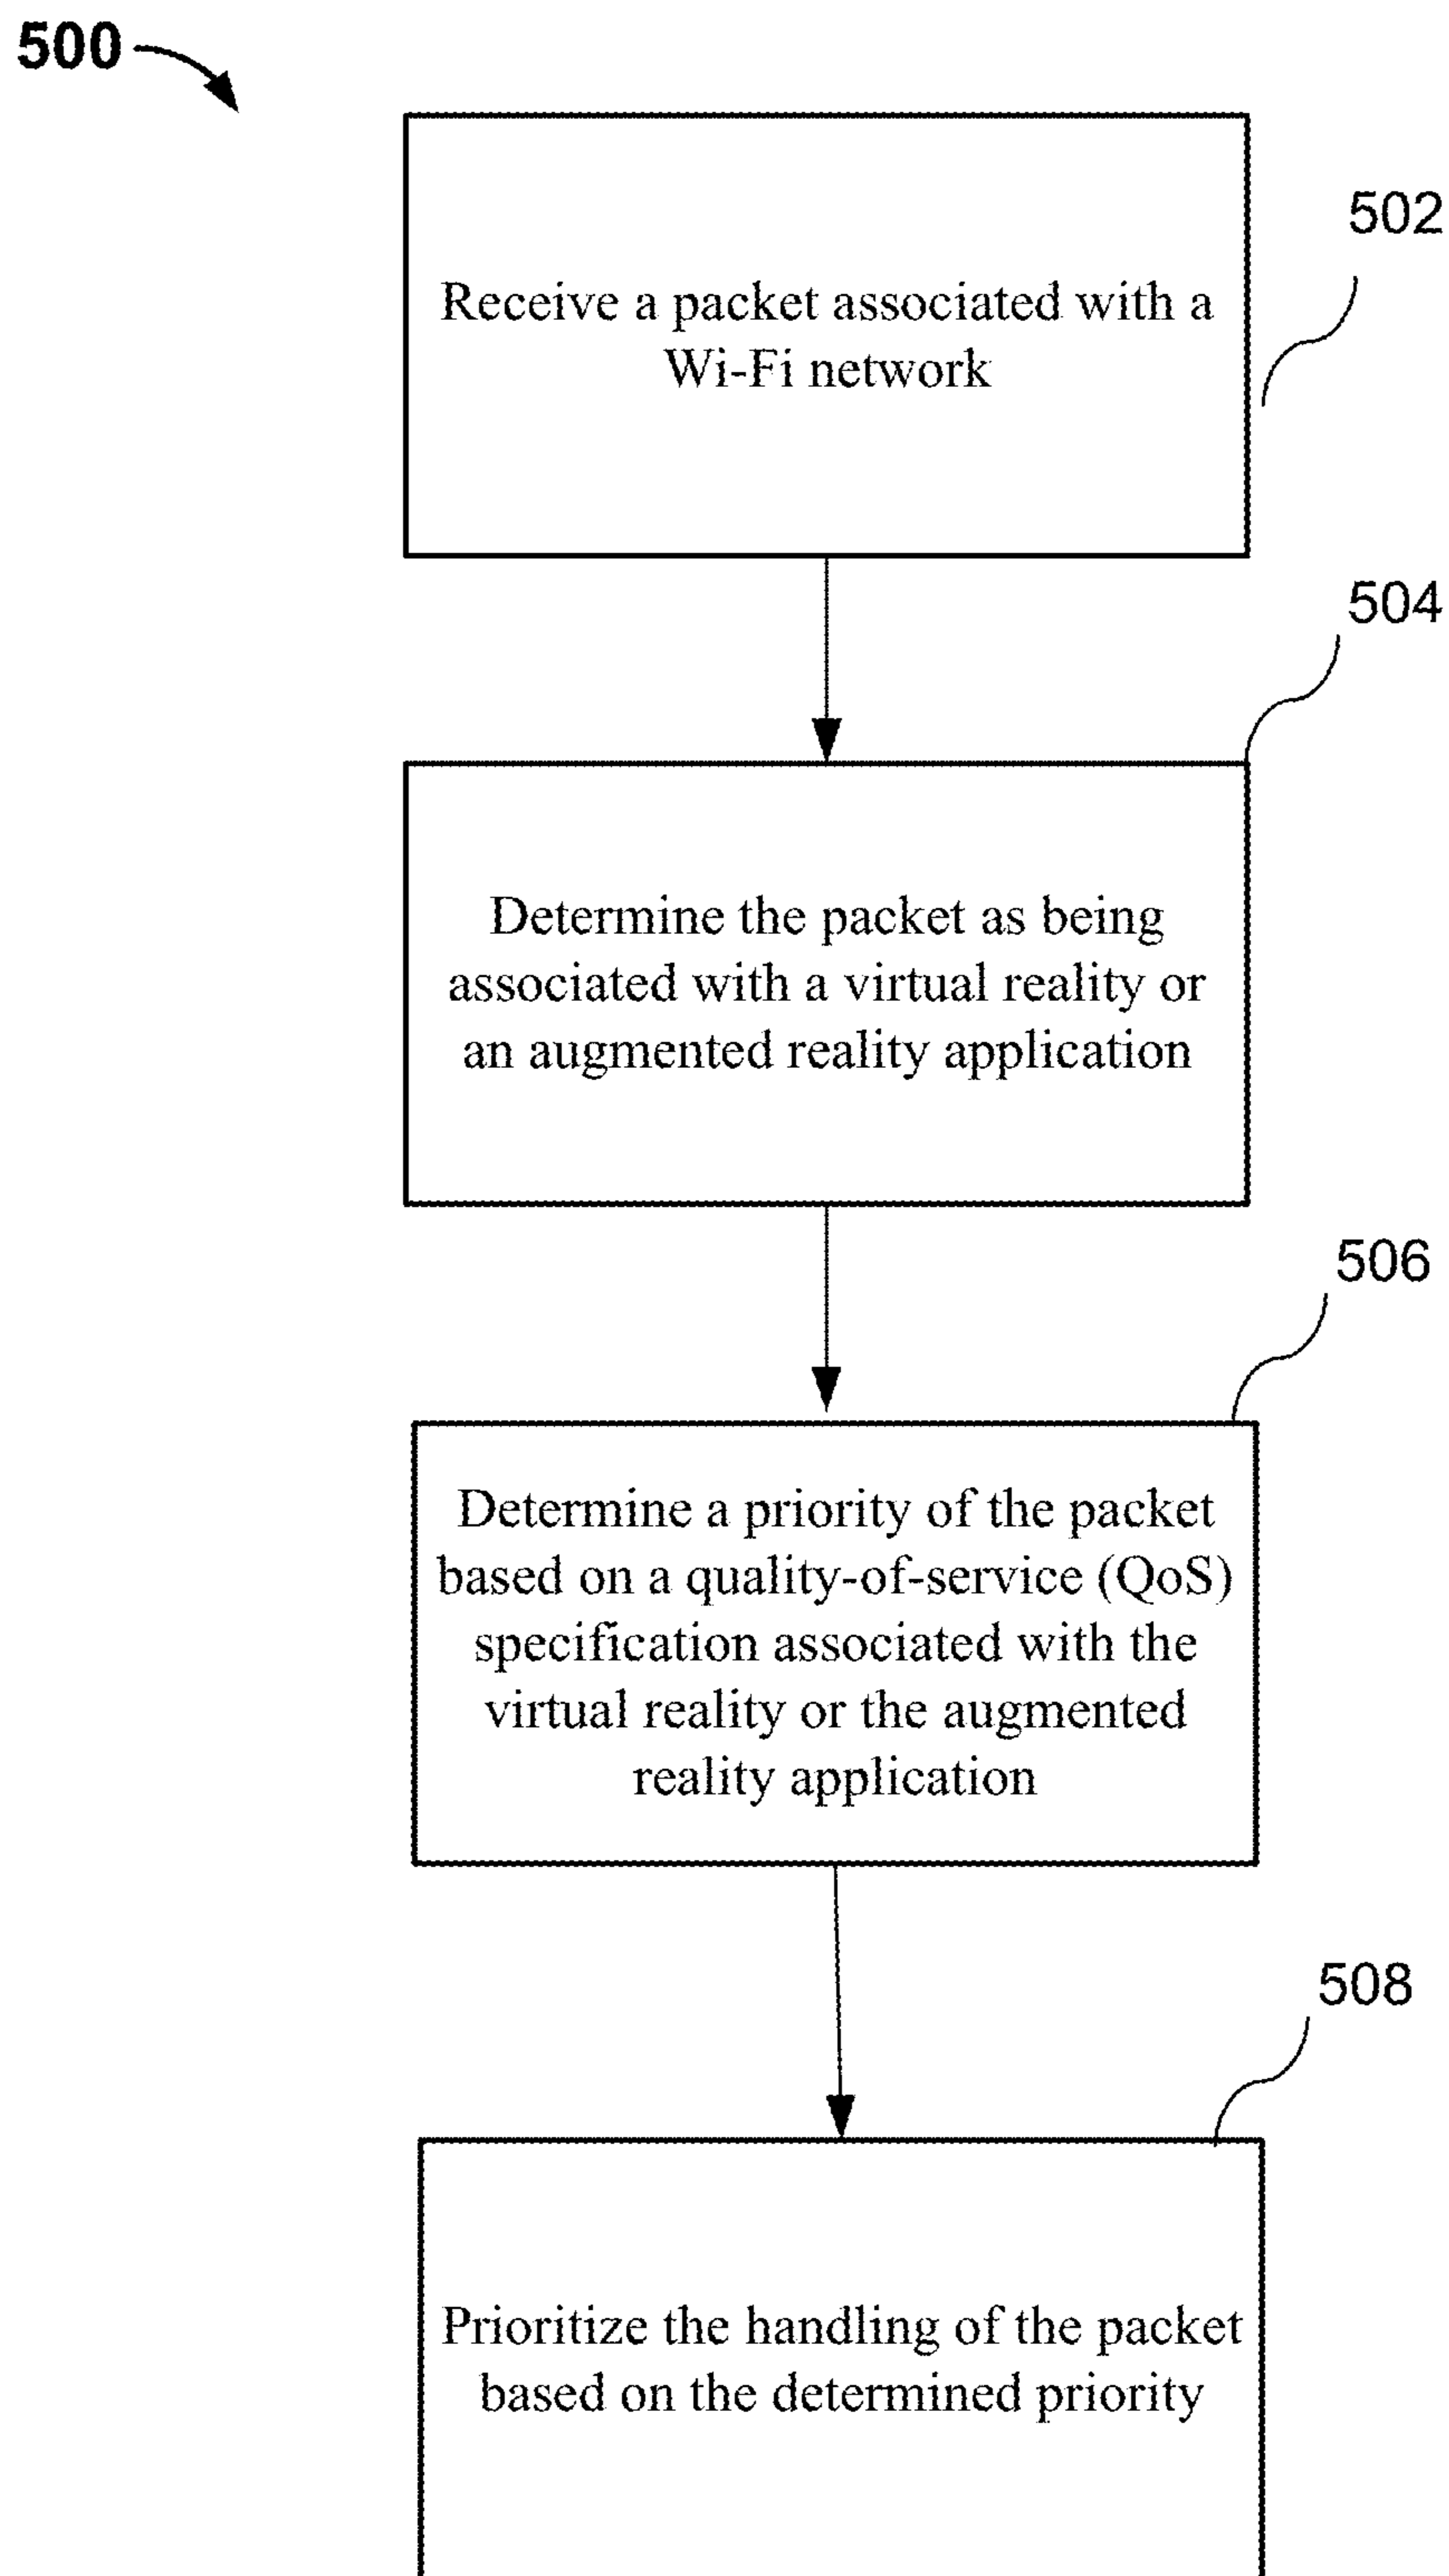 500
502
Receive a packet associated with a
Wi-Fi network
504
Determine the packet as being
associated with a virtual reality or
an augmented reality application
506
Determine a priority of the packet
based on a quality-of-service (QoS)
specification associated with the
virtual reality or the augmented
reality application
508
Prioritize the handling of the packet
based on the determined priority